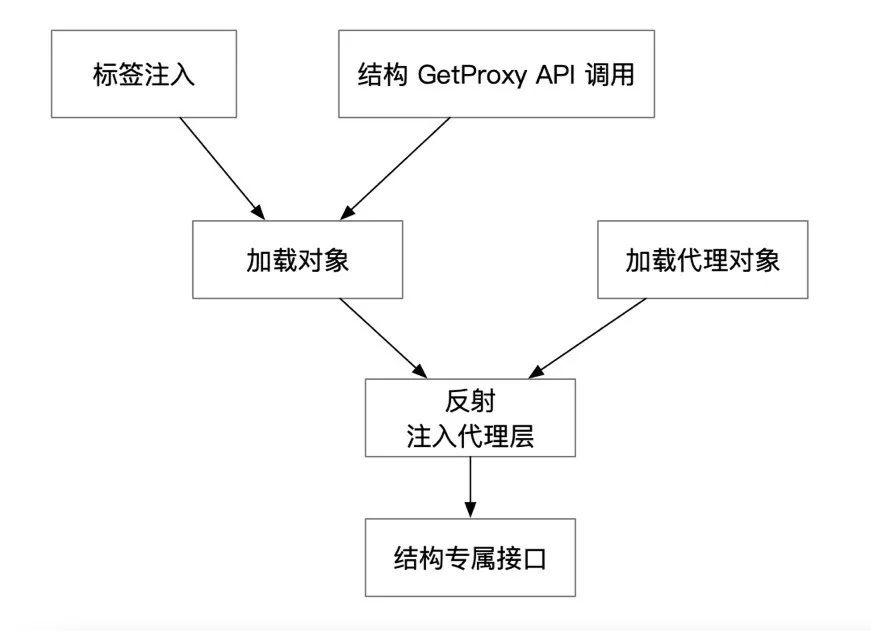 标签注入
结构 GetProxy API 调用
加载对象
加载代理对象
反射
注入代理层
结构专属接口